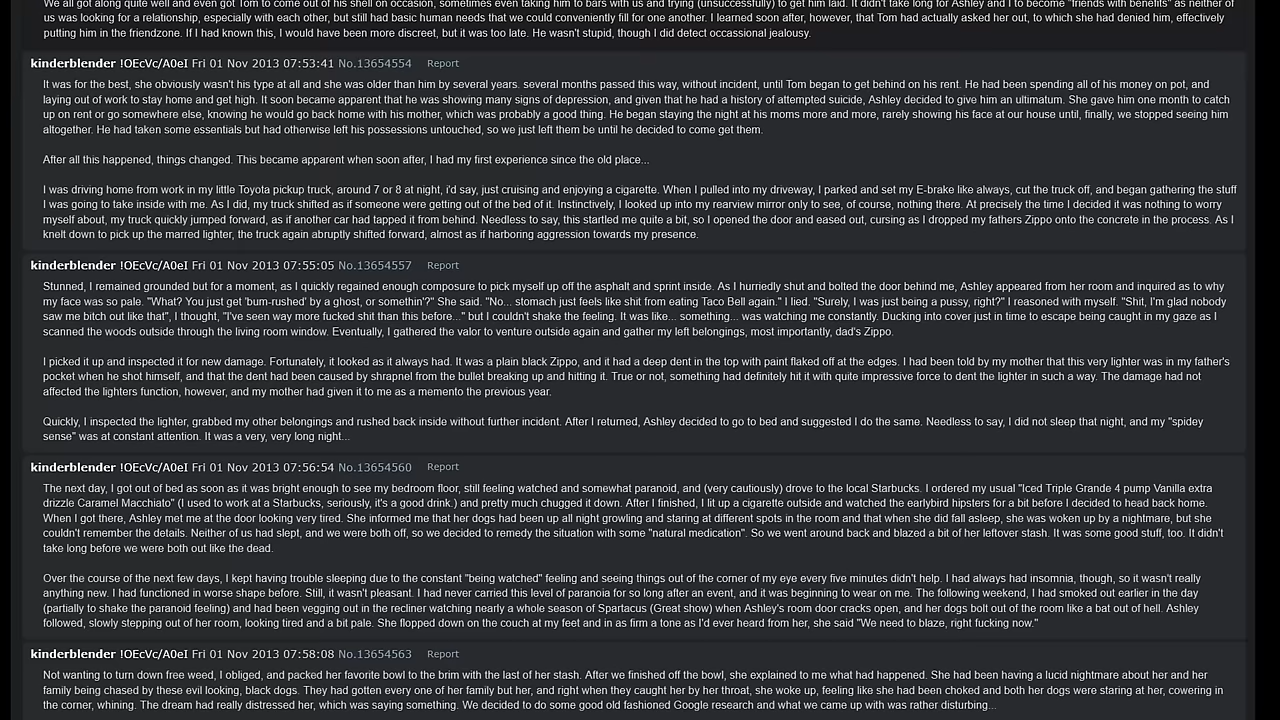 We all got along quite well and even got Tom to come out of his shell on occasion, sometimes even taking him to bars with us and trying (unsuccessfully) to get him laid. It didn't take long for Ashley and I to become "friends with benefits" as neither of
us was looking for a relationship, especially with each other, but still had basic human needs that we could conveniently fill for one another. I learned soon after, however, that Tom had actually asked her out, to which she had denied him, effectively
putting him in the friendzone. If I had known this, I would have been more discreet, but it was too late. He wasn't stupid, though I did detect occassional jealousy.
kinderblender !OEcVc/A0eI Fri 01 Nov 2013 07:53:41 No.13654554 Report
It was for the best, she obviously wasn't his type at all and she was older than him by several years. several months passed this way, without incident, until Tom began to get behind on his rent. He had been spending all of his money on pot, and
laying out of work to stay home and get high. It soon became apparent that he was showing many signs of depression, and given that he had a history of attempted suicide, Ashley decided to give him an ultimatum. She gave him one month to catch
up on rent or go somewhere else, knowing he would go back home with his mother, which was probably a good thing. He began staying the night at his moms more and more, rarely showing his face at our house until, finally, we stopped seeing him
altogether. He had taken some essentials but had otherwise left his possessions untouched, so we just left them be until he decided to come get them.
After all this happened, things changed. This became apparent when soon after, I had my first experience since the old place...
I was driving home from work in my little Toyota pickup truck, around 7 or 8 at night, i'd say, just cruising and enjoying a cigarette. When I pulled into my driveway, I parked and set my E-brake like always, cut the truck off, and began gathering the stuff
I was going to take inside with me. As I did, my truck shifted as if someone were getting out of the bed of it. Instinctively, I looked up into my rearview mirror only to see, of course, nothing there. At precisely the time I decided it was nothing to worry
myself about, my truck quickly jumped forward, as if another car had tapped it from behind. Needless to say, this startled me quite a bit, so I opened the door and eased out, cursing as I dropped my fathers Zippo onto the concrete in the process. As I
knelt down to pick up the marred lighter, the truck again abruptly shifted forward, almost as if harboring aggression towards my presence.
kinderblender !OEcVc/A0eI Fri 01 Nov 2013 07:55:05 No.13654557 Report
Stunned, I remained grounded but for a moment, as I quickly regained enough composure to pick myself up off the asphalt and sprint inside. As I hurriedly shut and bolted the door behind me, Ashley appeared from her room and inquired as to why
my face was so pale. "What? You just get 'bum-rushed' by a ghost, or somethin'?" She said. "No... stomach just feels like shit from eating Taco Bell again." I lied. "Surely, I was just being a pussy, right?" I reasoned with myself. "Shit, I'm glad nobody
saw me bitch out like that", I thought, "I've seen way more fucked shit than this before..." but I couldn't shake the feeling. It was like... something... was watching me constantly. Ducking into cover just in time to escape being caught in my gaze as I
scanned the woods outside through the living room window. Eventually, I gathered the valor to venture outside again and gather my left belongings, most importantly, dad's Zippo.
I picked it up and inspected it for new damage. Fortunately, it looked as it always had. It was a plain black Zippo, and it had a deep dent in the top with paint flaked off at the edges. I had been told by my mother that this very lighter was in my father's
pocket when he shot himself, and that the dent had been caused by shrapnel from the bullet breaking up and hitting it. True or not, something had definitely hit it with quite impressive force to dent the lighter in such a way. The damage had not
affected the lighters function, however, and my mother had given it to me as a memento the previous year.
Quickly, I inspected the lighter, grabbed my other belongings and rushed back inside without further incident. After I returned, Ashley decided to go to bed and suggested I do the same. Needless to say, I did not sleep that night, and my "spidey
sense" was at constant attention. It was a very, very long night...
kinderblender !OEcVc/A0eI Fri 01 Nov 2013 07:56:54 No.13654560 Report
The next day, I got out of bed as soon as it was bright enough to see my bedroom floor, still feeling watched and somewhat paranoid, and (very cautiously) drove to the local Starbucks. I ordered my usual "Iced Triple Grande 4 pump Vanilla extra
drizzle Caramel Macchiato" (I used to work at a Starbucks, seriously, it's a good drink.) and pretty much chugged it down. After I finished, I lit up a cigarette outside and watched the earlybird hipsters for a bit before I decided to head back home.
When I got there, Ashley met me at the door looking very tired. She informed me that her dogs had been up all night growling and staring at different spots in the room and that when she did fall asleep, she was woken up by a nightmare, but she
couldn't remember the details. Neither of us had slept, and we were both off, so we decided to remedy the situation with some "natural medication". So we went around back and blazed a bit of her leftover stash. It was some good stuff, too. It didn't
take long before we were both out like the dead.
Over the course of the next few days, I kept having trouble sleeping due to the constant "being watched" feeling and seeing things out of the corner of my eye every five minutes didn't help. I had always had insomnia, though, so it wasn't really
anything new. I had functioned in worse shape before. Still, it wasn't pleasant. I had never carried this level of paranoia for so long after an event, and it was beginning to wear on me. The following weekend, I had smoked out earlier in the day
(partially to shake the paranoid feeling) and had been vegging out in the recliner watching nearly a whole season of Spartacus (Great show) when Ashley's room door cracks open, and her dogs bolt out of the room like a bat out of hell. Ashley
followed, slowly stepping out of her room, looking tired and a bit pale. She flopped down on the couch at my feet and in as firm a tone as I'd ever heard from her, she said "We need to blaze, right fucking now."
kinderblender !OEcVc/A0eI Fri 01 Nov 2013 07:58:08 No.13654563 Report
Not wanting to turn down free weed, I obliged, and packed her favorite bowl to the brim with the last of her stash. After we finished off the bowl, she explained to me what had happened. She had been having a lucid nightmare about her and her
family being chased by these evil looking, black dogs. They had gotten every one of her family but her, and right when they caught her by her throat, she woke up, feeling like she had been choked and both her dogs were staring at her, cowering in
the corner, whining. The dream had really distressed her, which was saying something. We decided to do some good old fashioned Google research and what we came up with was rather disturbing...